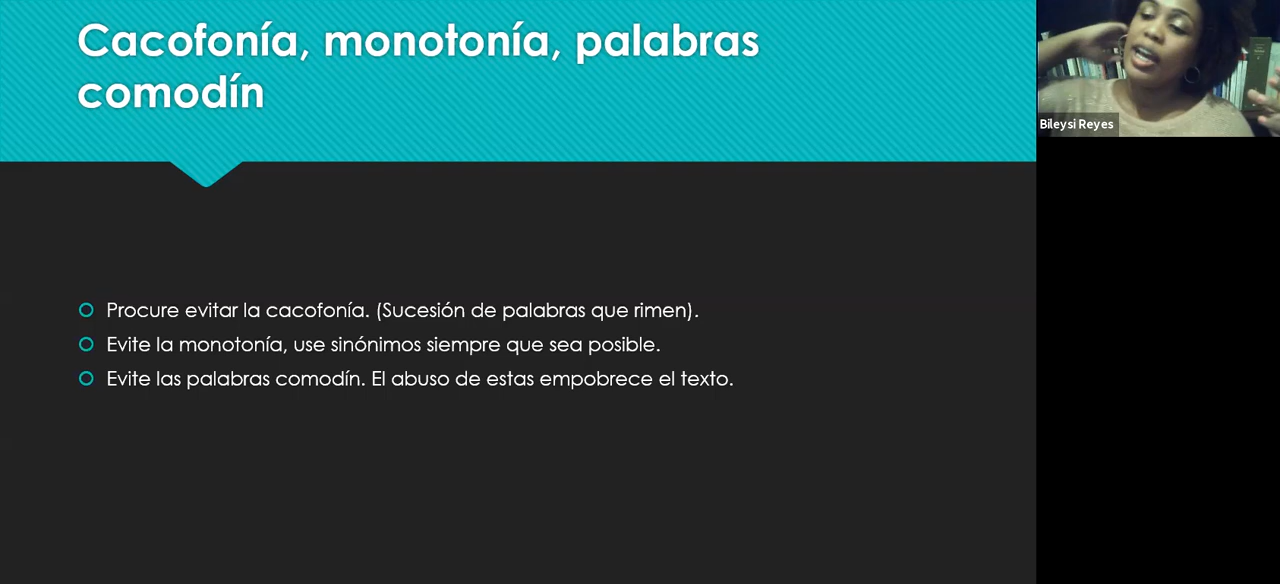 Cacofonía, monotonía, palabras
comodín
Bileysi Reyes
Procure evitar la cacofonía. (Sucesión de palabras que rimen).
Evite la monotonía, use sinónimos siempre que sea posible.
Evite las palabras comodín. El abuso de estas empobrece el texto.